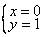 x = 0
y = 1